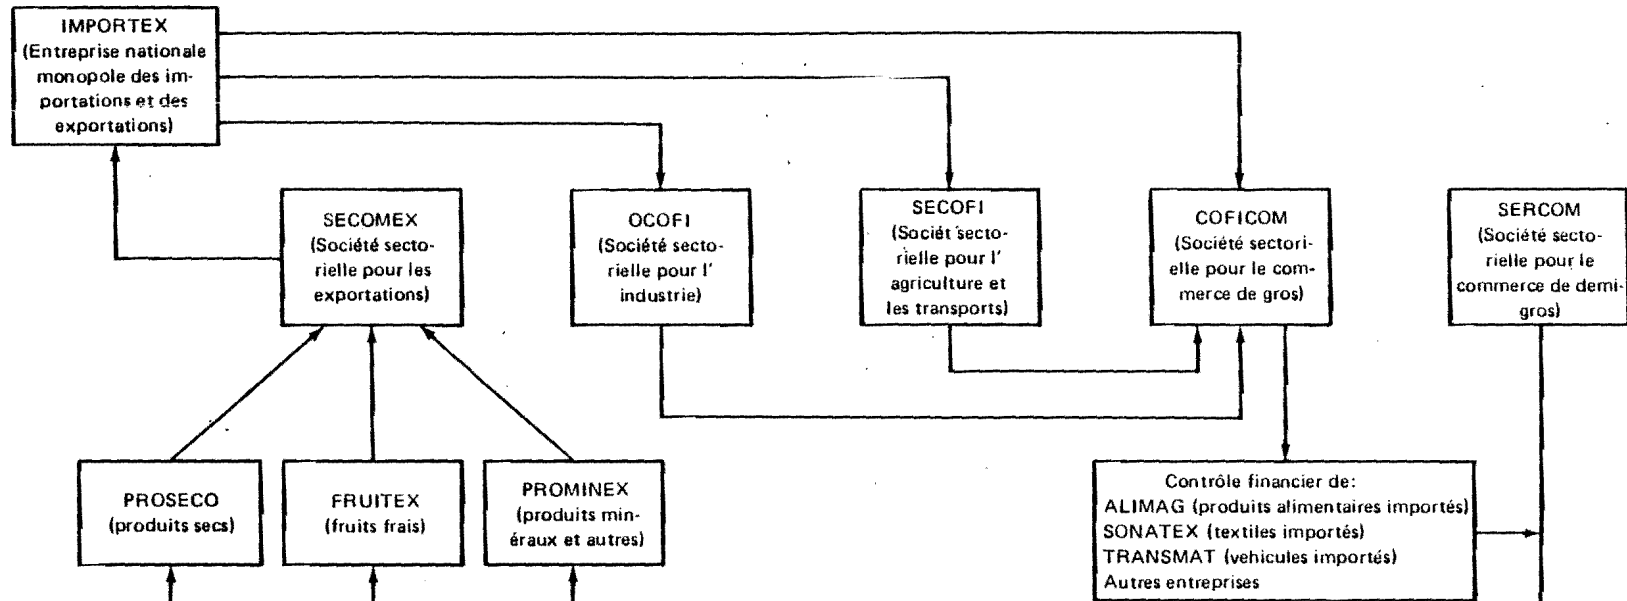 IMPORTEX
(Entreprise nationale
monopole des im-
portations et des
exportations)
SECOMEX
(Société secto-
rielle pour les
exportations)
OCOFI
(Société secto-
rielle pour l'
industrie)
SECOFI
(Sociét secto-
rielle pour l'
agriculture et
les transports)
COFICOM
(Société sectori-
elle pour le com-
merce de gros)
SERCOM
(Société secto-
rielle pour le
commerce de demi-
gros)
PROSECO
(produits secs)
FRUITEX
(fruits frais)
PROMINEX
(produits min-
éraux et autres)
Contrôle financier de:
ALIMAG (produits alimentaires importés)
SONATEX (textiles importés)
TRANSMAT (vehicules importés)
Autres entreprises